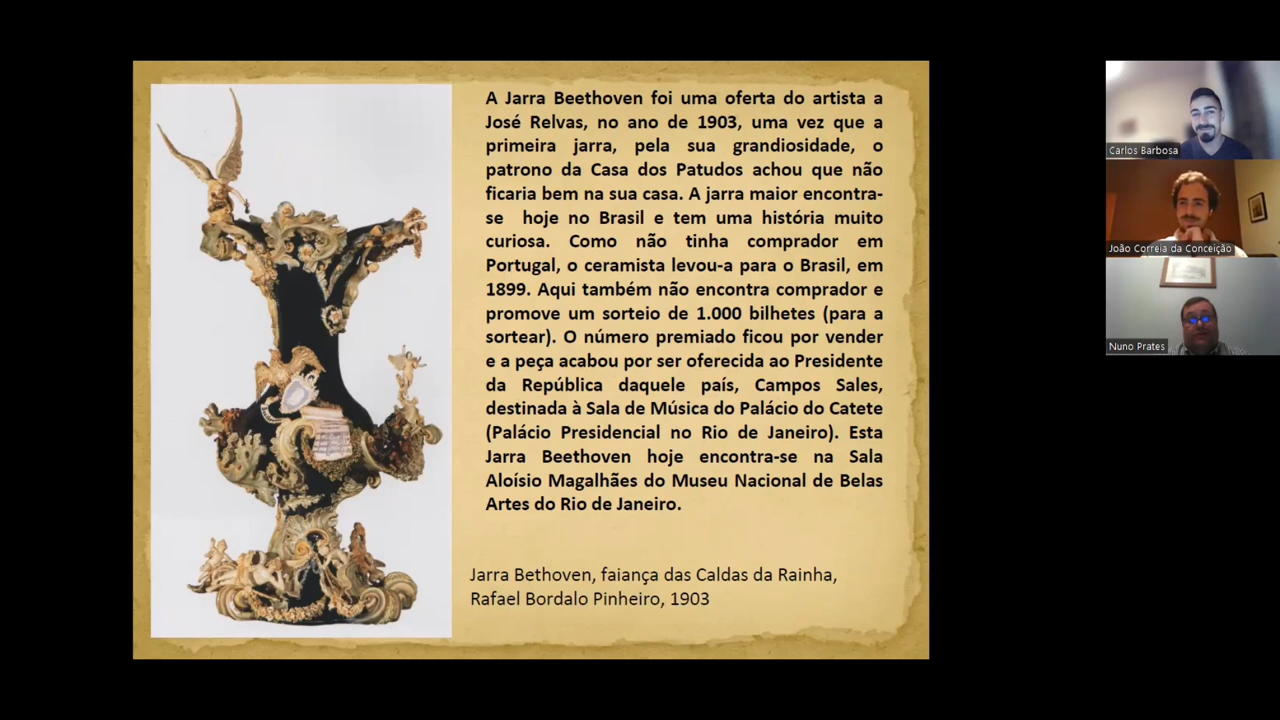 A Jarra Beethoven foi uma oferta do artista a
José Relvas, no ano de 1903, uma vez que a
primeira jarra, pela sua grandiosidade, o
patrono da Casa dos Patudos achou que não
ficaria bem na sua casa. A jarra maior encontra-
se hoje no Brasil e tem uma história muito
curiosa. Como não tinha comprador em
Portugal, o ceramista levou-a para o Brasil, em
1899. Aqui também não encontra comprador e
promove um sorteio de 1.000 bilhetes (para a
sortear). O número premiado ficou por vender
e a peça acabou por ser oferecida ao Presidente
da República daquele país, Campos Sales,
destinada à Sala de Música do Palácio do Catete
(Palácio Presidencial no Rio de Janeiro). Esta
Jarra Beethoven hoje encontra-se na Sala
Aloísio Magalhães do Museu Nacional de Belas
Artes do Rio de Janeiro.
Jarra Bethoven, faiança das Caldas da Rainha,
Rafael Bordalo Pinheiro, 1903
Carlos Barbosa
João Correia da Conceição
Nuno Prates